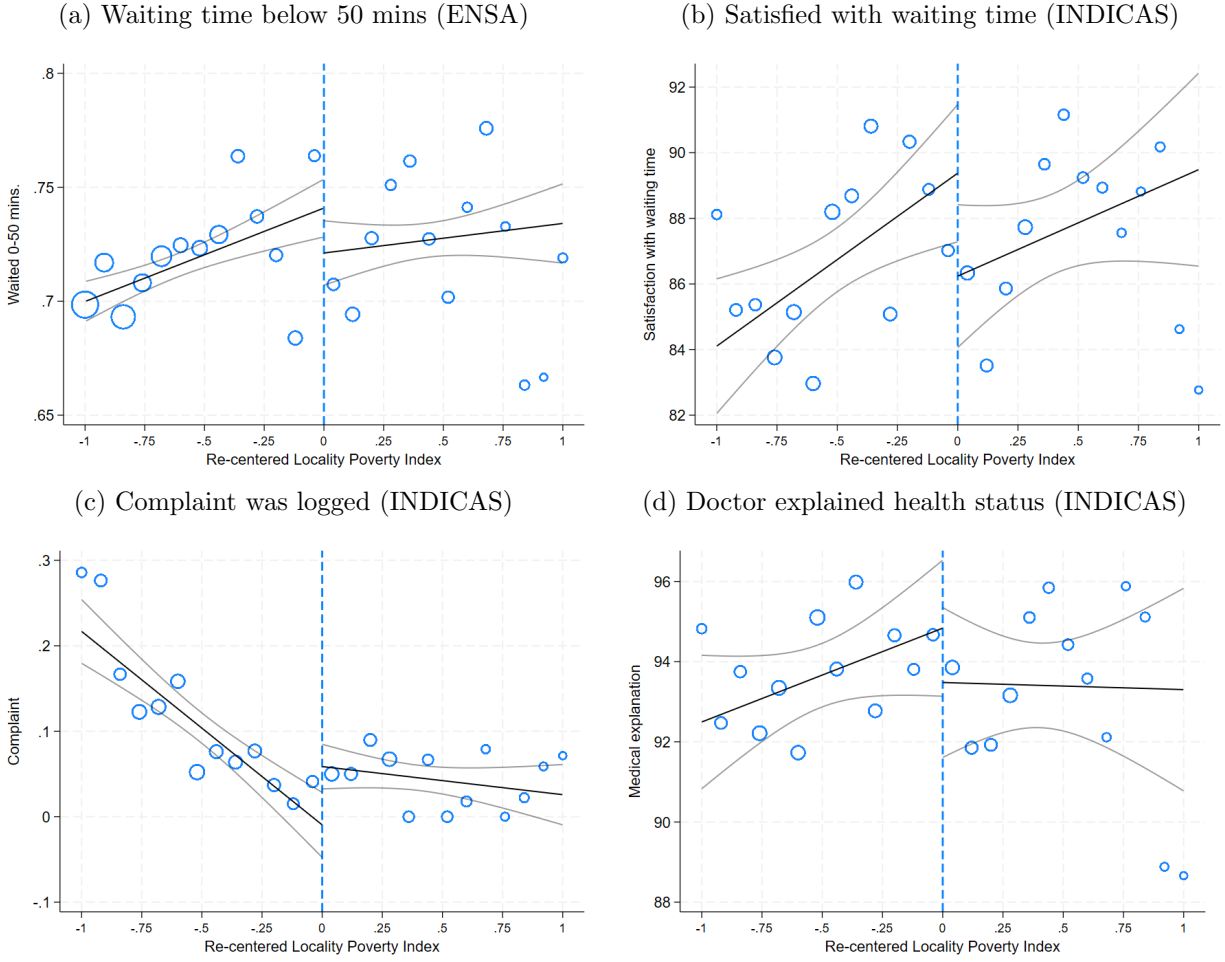 (a) Waiting time below 50 mins (ENSA)
.8
.75
.7
.65
Waited 0-50 mins.
-1 -.75 -.5 -.25 0 .25 .5 .75 1
Re-centered Locality Poverty Index
(b) Satisfied with waiting time (INDICAS)
92
90
88
86
84
82
Satisfaction with waiting time
-1 -.75 -.5 -.25 0 .25 .5 .75 1
Re-centered Locality Poverty Index
(c) Complaint was logged (INDICAS)
.3
.2
.1
0
-.1
Complaint
-1 -.75 -.5 -.25 0 .25 .5 .75 1
Re-centered Locality Poverty Index
(d) Doctor explained health status (INDICAS)
96
94
92
90
88
Medical explanation
-1 -.75 -.5 -.25 0 .25 .5 .75 1
Re-centered Locality Poverty Index